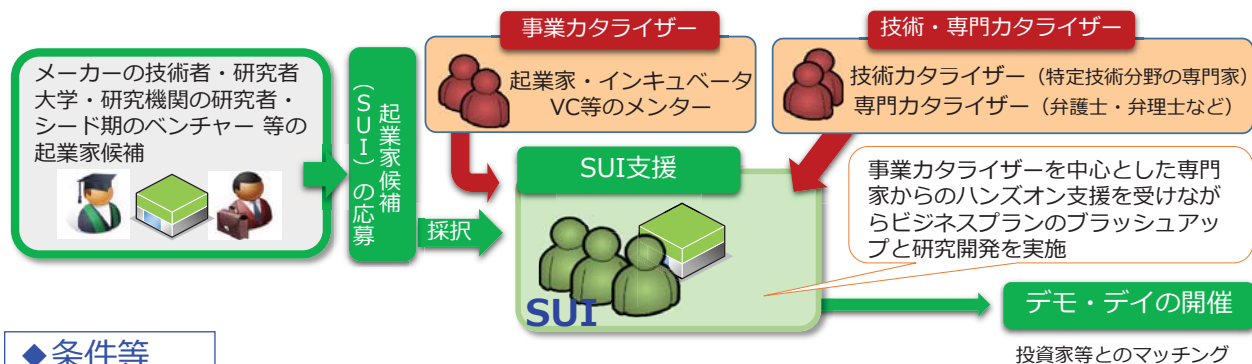 メーカーの技術者・研究者
大学・研究機関の研究者・
シード期のベンチャー 等の
起業家候補
起業家候補
(SUI)の応募
採択
事業カタライザー
起業家・インキュベータ
VC等のメンター
技術・専門カタライザー
技術カタライザー（特定技術分野の専門家）
専門カタライザー（弁護士・弁理士など）
SUI支援
SUI
事業カタライザーを中心とした専門
家からのハンズオン支援を受けなが
らビジネスプランのブラッシュアッ
プと研究開発を実施
デモ・デイの開催
投資家等とのマッチング
◆条件等